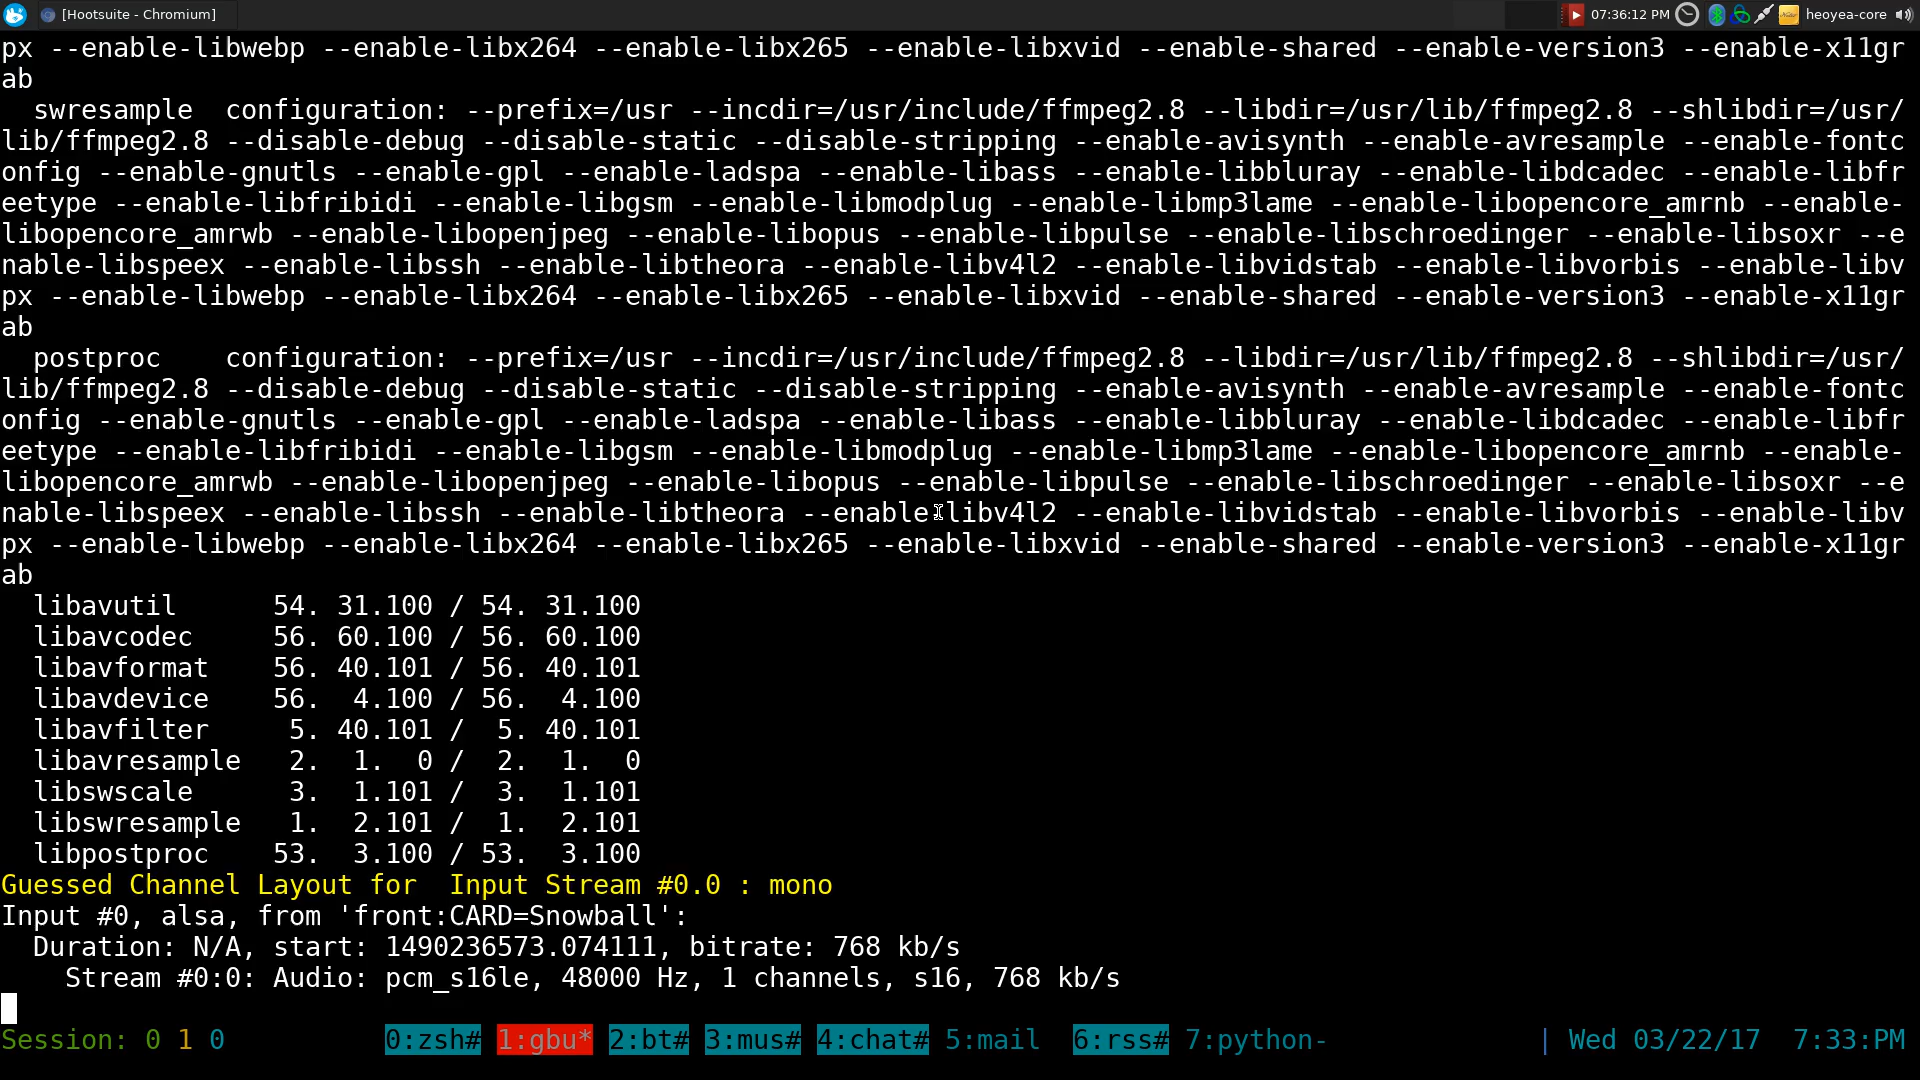 [Hootsuite - Chromium] 07:36:12 PM heoyea-core
px --enable-libwebp --enable-libx264 --enable-libx265 --enable-libxvid --enable-shared --enable-version3 --enable-x11gr
ab
  swresample  configuration: --prefix=/usr --incdir=/usr/include/ffmpeg2.8 --libdir=/usr/lib/ffmpeg2.8 --shlibdir=/usr/
lib/ffmpeg2.8 --disable-debug --disable-static --disable-stripping --enable-avisynth --enable-avresample --enable-fontc
onfig --enable-gnutls --enable-gpl --enable-ladspa --enable-libass --enable-libbluray --enable-libdcadec --enable-libfr
eetype --enable-libfribidi --enable-libgsm --enable-libmodplug --enable-libmp3lame --enable-libopencore_amrnb --enable-
libopencore_amrwb --enable-libopenjpeg --enable-libopus --enable-libpulse --enable-libschroedinger --enable-libsoxr --e
nable-libspeex --enable-libssh --enable-libtheora --enable-libv4l2 --enable-libvidstab --enable-libvorbis --enable-libv
px --enable-libwebp --enable-libx264 --enable-libx265 --enable-libxvid --enable-shared --enable-version3 --enable-x11gr
ab
  postproc    configuration: --prefix=/usr --incdir=/usr/include/ffmpeg2.8 --libdir=/usr/lib/ffmpeg2.8 --shlibdir=/usr/
lib/ffmpeg2.8 --disable-debug --disable-static --disable-stripping --enable-avisynth --enable-avresample --enable-fontc
onfig --enable-gnutls --enable-gpl --enable-ladspa --enable-libass --enable-libbluray --enable-libdcadec --enable-libfr
eetype --enable-libfribidi --enable-libgsm --enable-libmodplug --enable-libmp3lame --enable-libopencore_amrnb --enable-
libopencore_amrwb --enable-libopenjpeg --enable-libopus --enable-libpulse --enable-libschroedinger --enable-libsoxr --e
nable-libspeex --enable-libssh --enable-libtheora --enable-libv4l2 --enable-libvidstab --enable-libvorbis --enable-libv
px --enable-libwebp --enable-libx264 --enable-libx265 --enable-libxvid --enable-shared --enable-version3 --enable-x11gr
ab
  libavutil      54. 31.100 / 54. 31.100
  libavcodec     56. 60.100 / 56. 60.100
  libavformat    56. 40.101 / 56. 40.101
  libavdevice    56.  4.100 / 56.  4.100
  libavfilter     5. 40.101 /  5. 40.101
  libavresample   2.  1.  0 /  2.  1.  0
  libswscale      3.  1.101 /  3.  1.101
  libswresample   1.  2.101 /  1.  2.101
  libpostproc    53.  3.100 / 53.  3.100
Guessed Channel Layout for  Input Stream #0.0 : mono
Input #0, alsa, from 'front:CARD=Snowball':
  Duration: N/A, start: 1490236573.074111, bitrate: 768 kb/s
    Stream #0:0: Audio: pcm_s16le, 48000 Hz, 1 channels, s16, 768 kb/s
Session: 0 1 0 0:zsh# 1:gbu* 2:bt# 3:mus# 4:chat# 5:mail 6:rss# 7:python- | Wed 03/22/17 7:33:PM